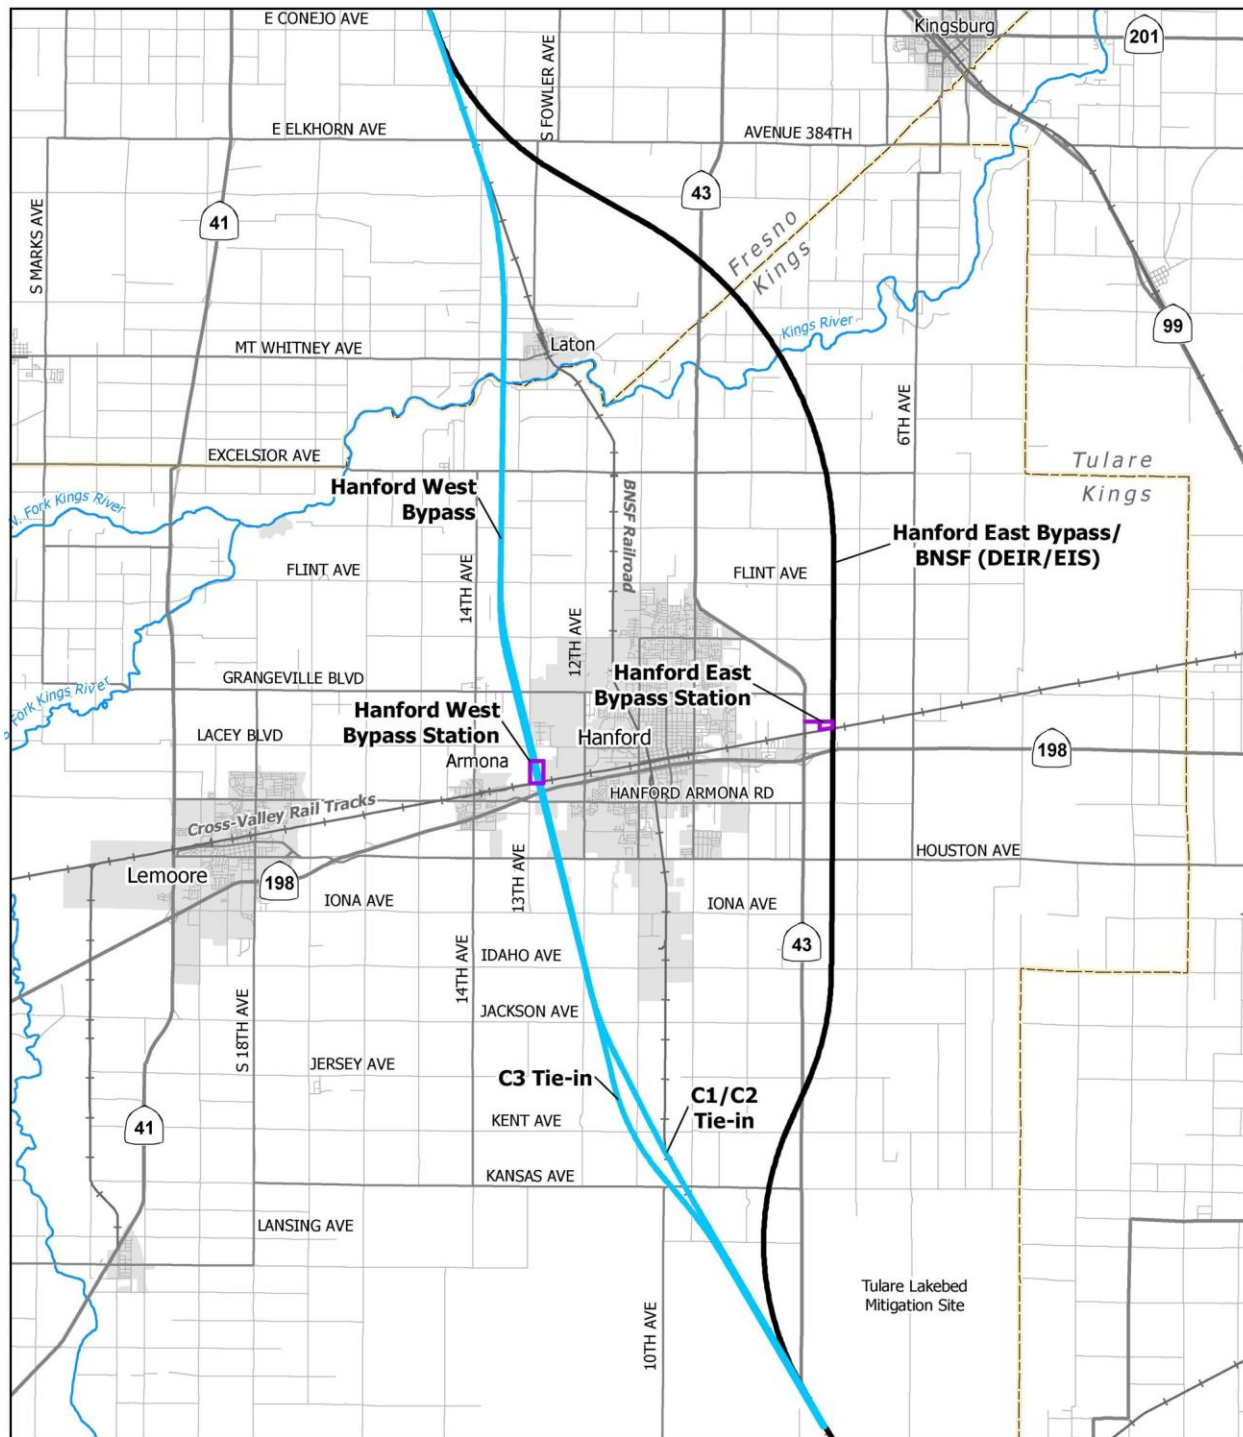 E CONEJO AVE
Kingsburg
201
S FOWLER AVE
E ELKHORN AVE
AVENUE 384TH
43
41
S MARKS AVE
Fresno
Kings
99
Kings River
MT WHITNEY AVE
Laton
6TH AVE
EXCELSIOR AVE
Tulare
Kings
Hanford West
Bypass
BNSF Railroad
N. Fork Kings River
Hanford East Bypass/
BNSF (DEIR/EIS)
FLINT AVE
FLINT AVE
14TH AVE
12TH AVE
GRANGEVILLE BLVD
Hanford East
Bypass Station
Fork Kings River
Hanford West
Bypass Station
LACEY BLVD
Hanford
Armona
198
HANFORD ARMONA RD
Cross-Valley Rail Tracks
HOUSTON AVE
Lemoore
198
13TH AVE
IONA AVE
IONA AVE
43
14TH AVE
IDAHO AVE
JACKSON AVE
S 18TH AVE
JERSEY AVE
C3 Tie-in
C1/C2
Tie-in
41
KENT AVE
KANSAS AVE
LANSING AVE
Tulare Lakebed
Mitigation Site
10TH AVE